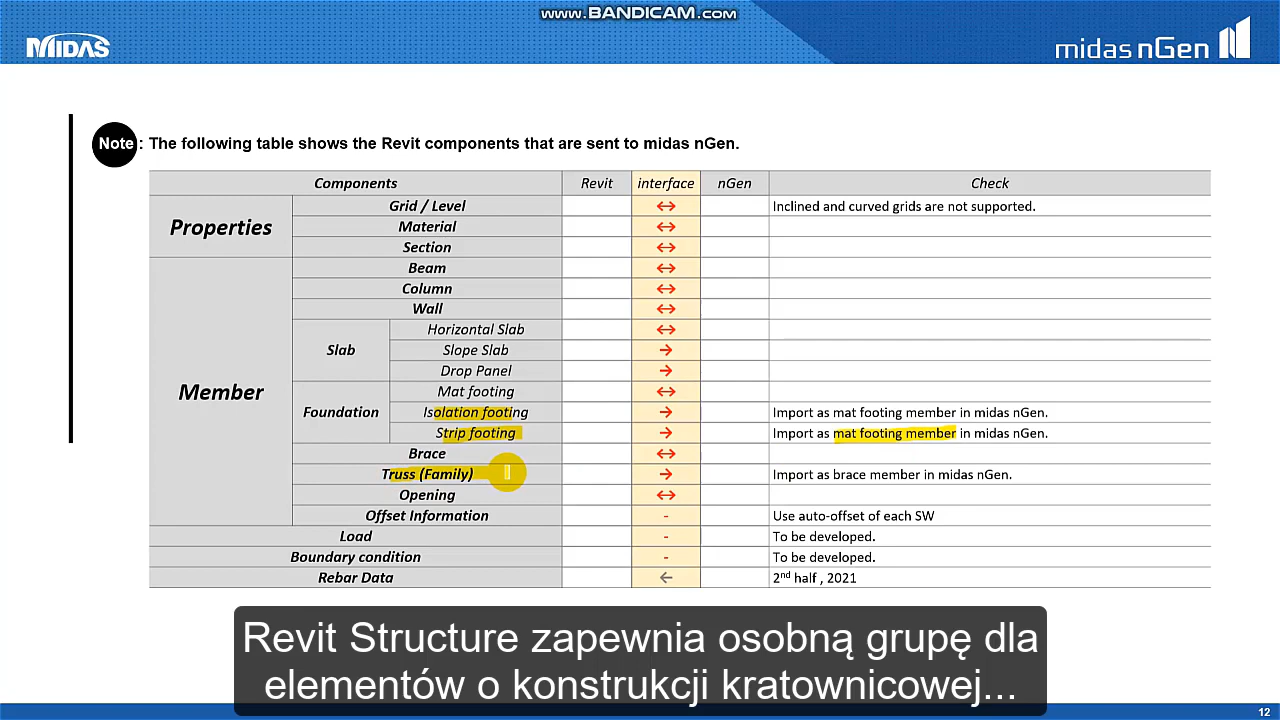 www.BANDICAM.com
MIDAS
midas nGen
Note : The following table shows the Revit components that are sent to midas nGen.
Components Revit interface nGen Check
Properties
Grid / Level ↔ Inclined and curved grids are not supported.
Material ↔
Section ↔
Member
Beam ↔
Column ↔
Wall ↔
Slab
Horizontal Slab ↔
Slope Slab →
Drop Panel →
Foundation
Mat footing ↔
Isolation footing → Import as mat footing member in midas nGen.
Strip footing → Import as mat footing member in midas nGen.
Brace ↔
Truss (Family) → Import as brace member in midas nGen.
Opening ↔
Offset Information - Use auto-offset of each SW
Load - To be developed.
Boundary condition - To be developed.
Rebar Data ← 2nd half , 2021
Revit Structure zapewnia osobną grupę dla
elementów o konstrukcji kratownicowej...
12